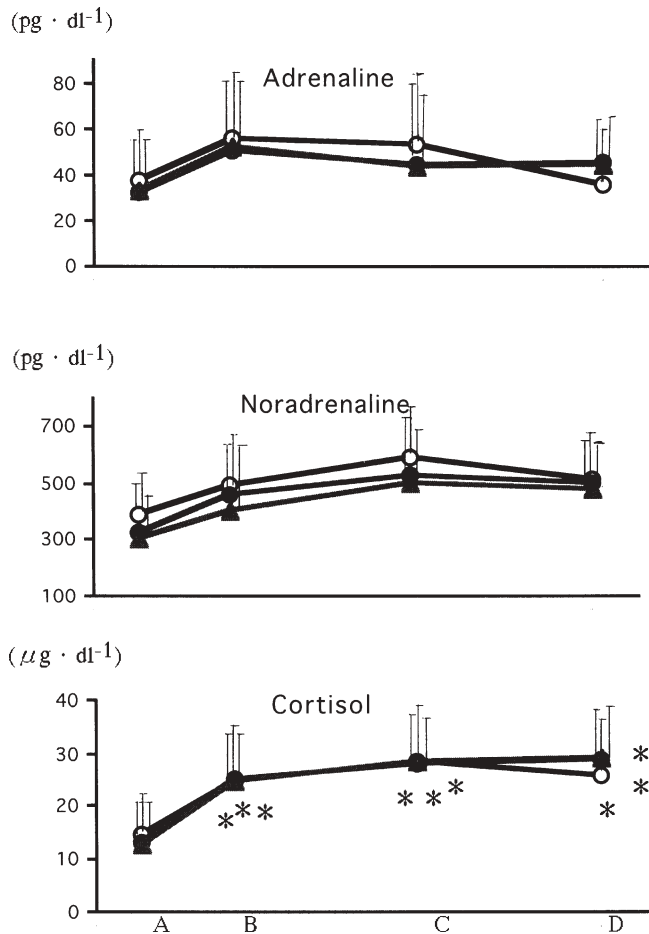 (pg · dl-1)
Adrenaline
80
60
40
20
0
(pg · dl-1)
Noradrenaline
700
500
300
100
(μg · dl-1)
Cortisol
40
30
20
10
0
* * *
* * *
* * *
A B C D